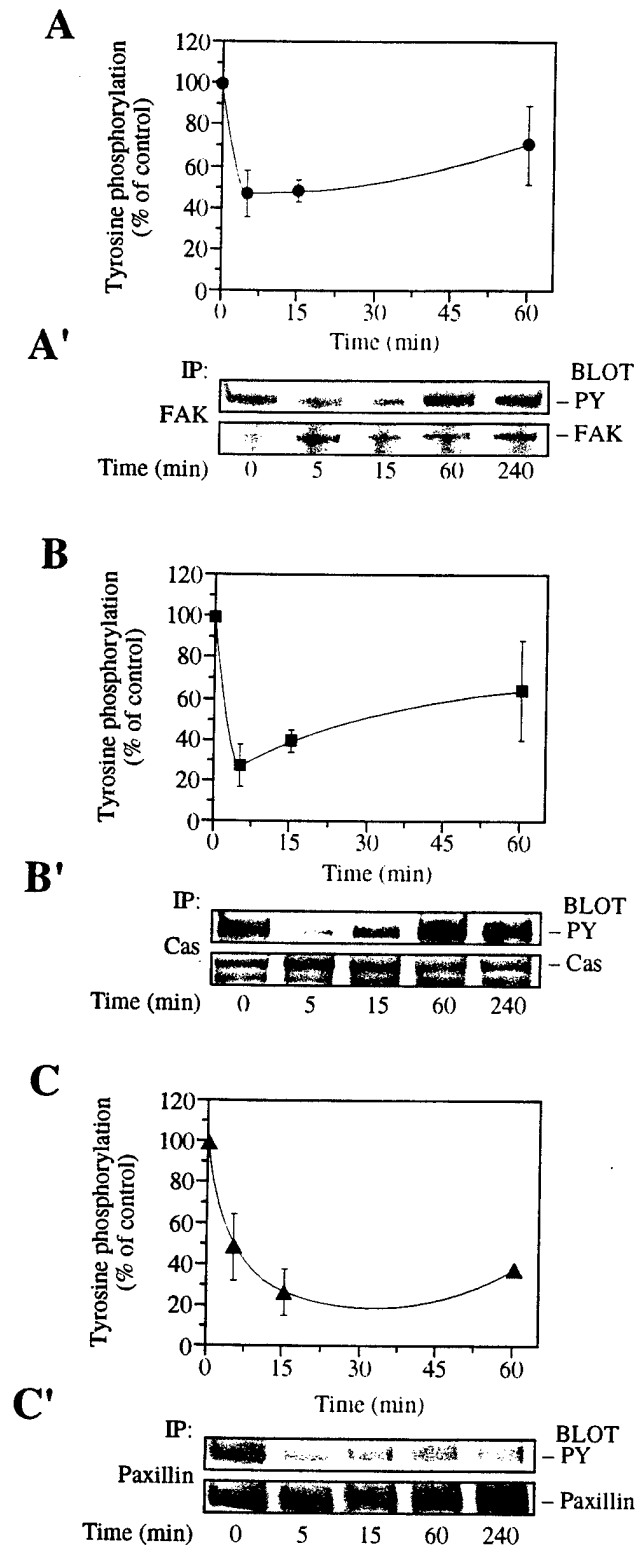 A
Tyrosine phosphorylation
(% of control)
120
100
80
60
40
20
0
0 15 30 45 60
Time (min)
A'
IP: BLOT
FAK
– PY
– FAK
Time (min) 0 5 15 60 240
B
Tyrosine phosphorylation
(% of control)
120
100
80
60
40
20
0
0 15 30 45 60
Time (min)
B'
IP: BLOT
Cas
– PY
– Cas
Time (min) 0 5 15 60 240
C
Tyrosine phosphorylation
(% of control)
120
100
80
60
40
20
0
0 15 30 45 60
Time (min)
C'
IP: BLOT
Paxillin
– PY
– Paxillin
Time (min) 0 5 15 60 240